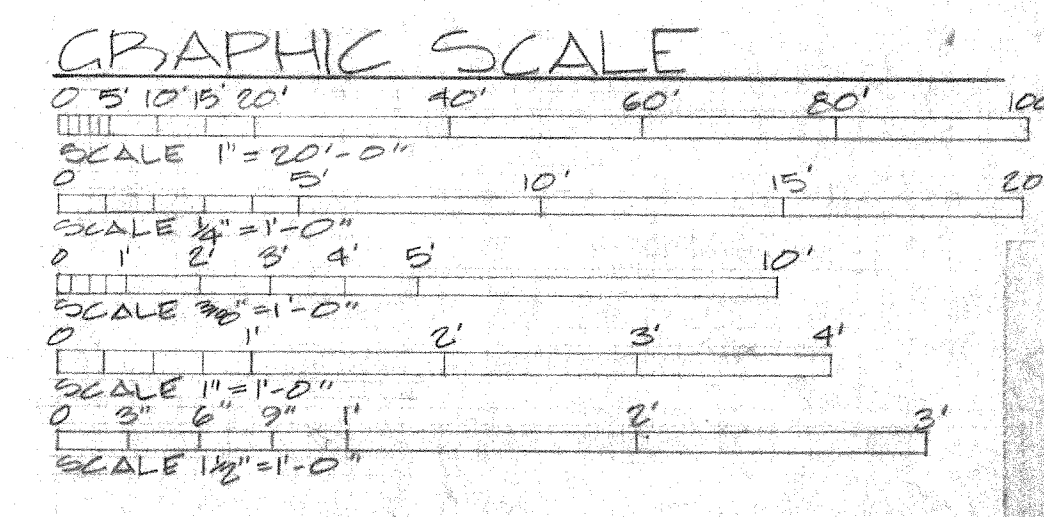 GRAPHIC SCALE
0 5' 10' 15' 20' 40' 60' 80' 100
SCALE 1" = 20'-0"
0 5' 10' 15' 20
SCALE 1/4" = 1'-0"
0 1' 2' 3' 4' 5' 10'
SCALE 3/8" = 1'-0"
0 1' 2' 3' 4'
SCALE 1" = 1'-0"
0 3" 6" 9" 1' 2' 3'
SCALE 1 1/2" = 1'-0"